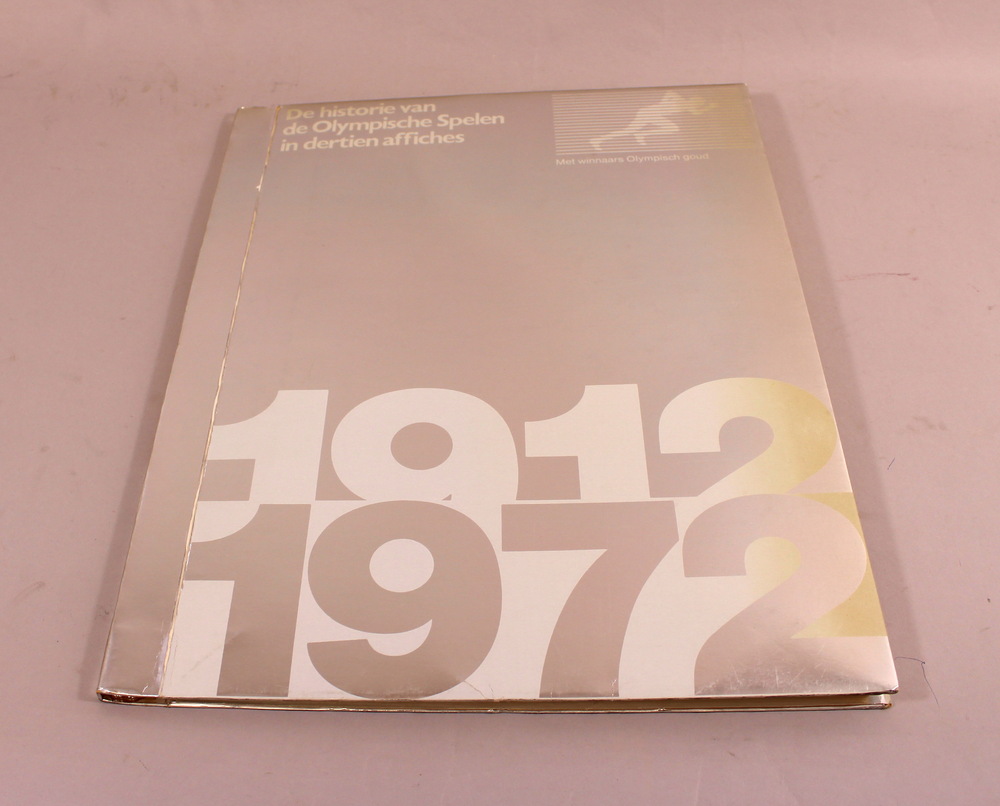 De historie van
de Olympische Spelen
in dertien affiches
Met winnaars Olympisch goud
1912
1972